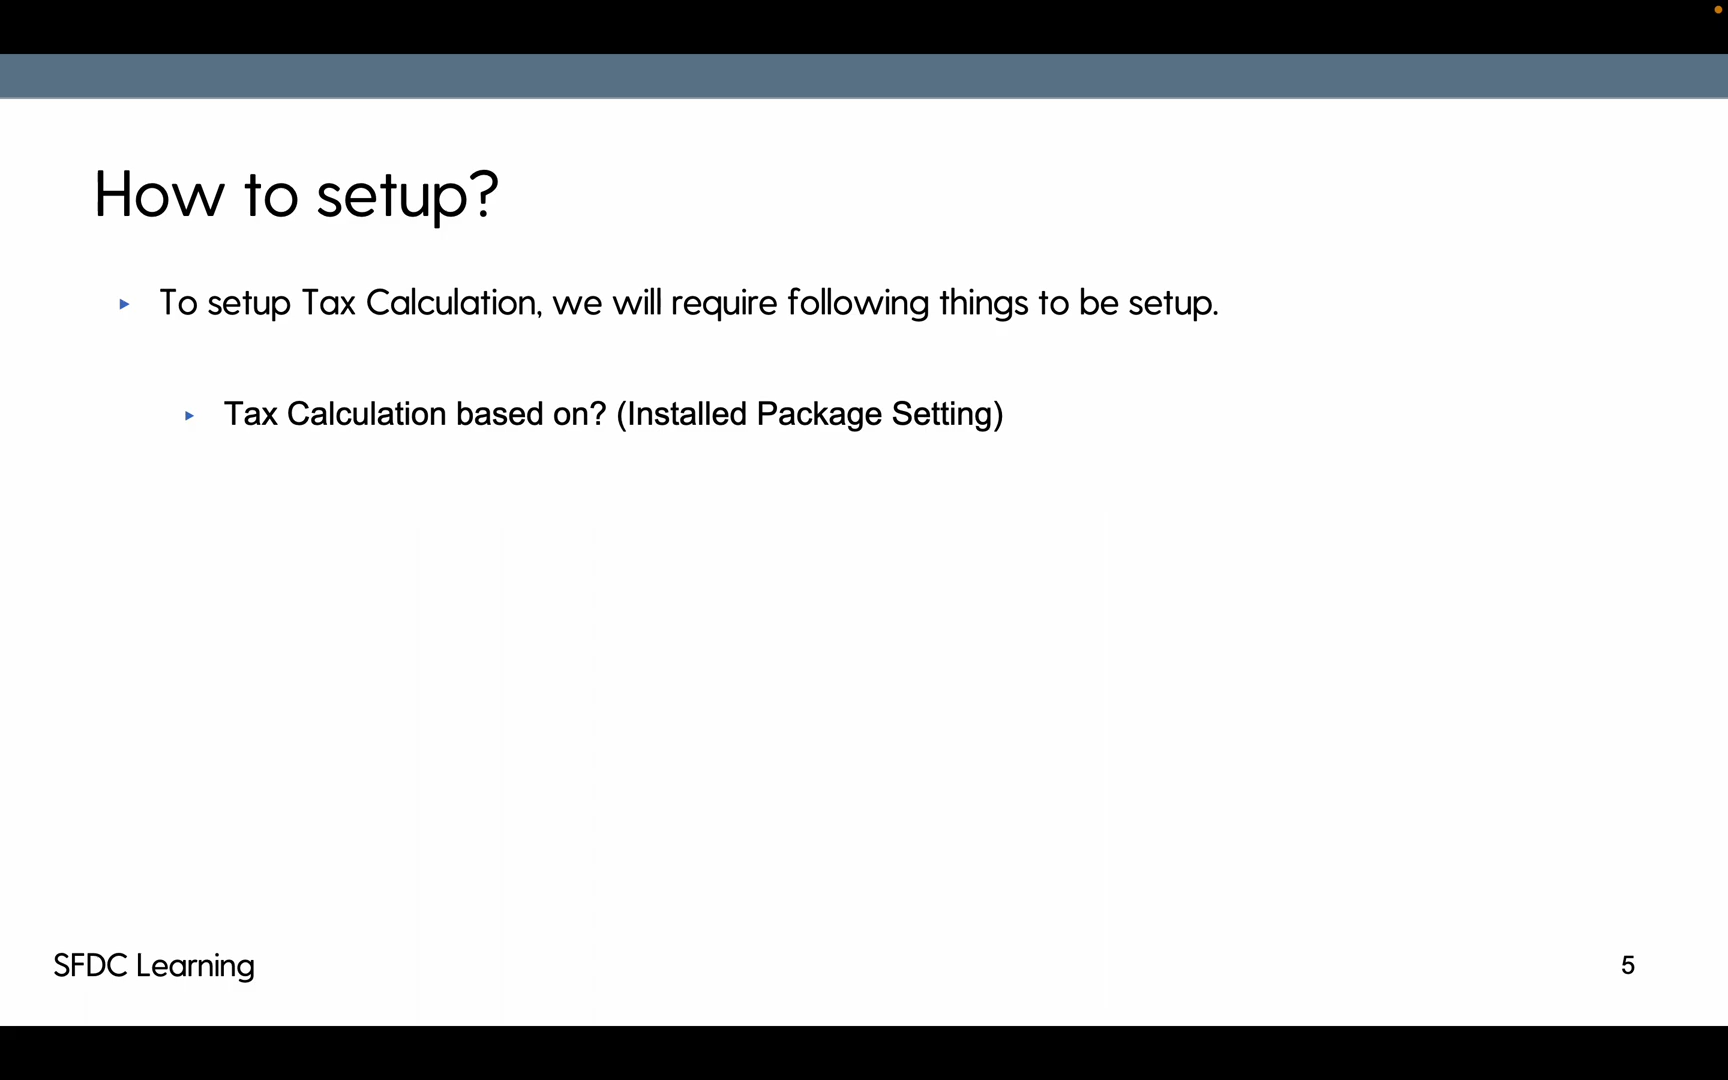 How to setup?
To setup Tax Calculation, we will require following things to be setup.
Tax Calculation based on? (Installed Package Setting)
SFDC Learning
5